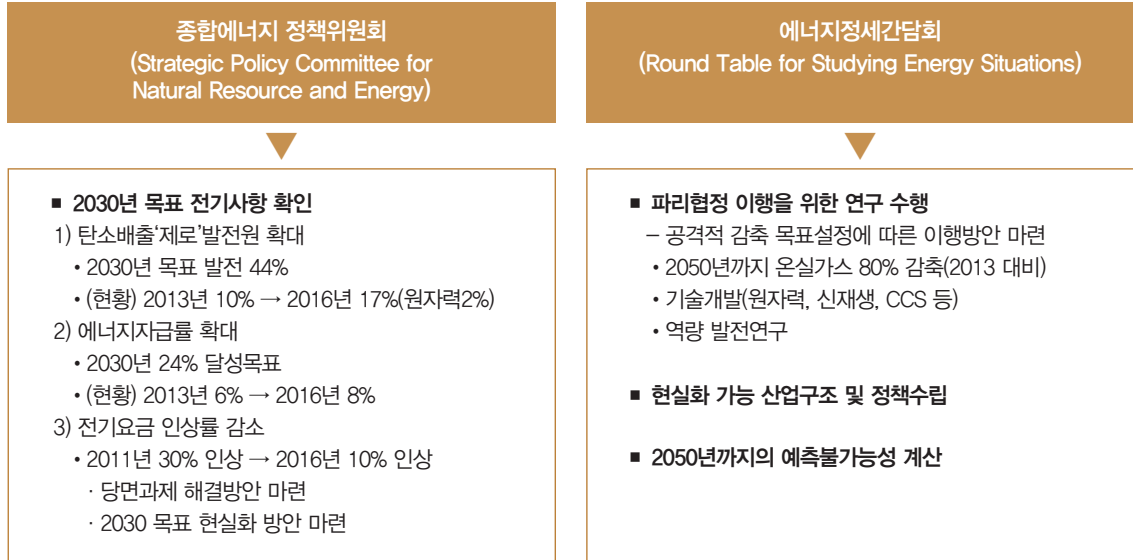 종합에너지 정책위원회
(Strategic Policy Committee for
Natural Resource and Energy)
■ 2030년 목표 전기사항 확인
1) 탄소배출‘제로’발전원 확대
• 2030년 목표 발전 44%
• (현황) 2013년 10% → 2016년 17%(원자력2%)
2) 에너지자급률 확대
• 2030년 24% 달성목표
• (현황) 2013년 6% → 2016년 8%
3) 전기요금 인상률 감소
• 2011년 30% 인상 → 2016년 10% 인상
· 당면과제 해결방안 마련
· 2030 목표 현실화 방안 마련
에너지정세간담회
(Round Table for Studying Energy Situations)
■ 파리협정 이행을 위한 연구 수행
– 공격적 감축 목표설정에 따른 이행방안 마련
• 2050년까지 온실가스 80% 감축(2013 대비)
• 기술개발(원자력, 신재생, CCS 등)
• 역량 발전연구
■ 현실화 가능 산업구조 및 정책수립
■ 2050년까지의 예측불가능성 계산